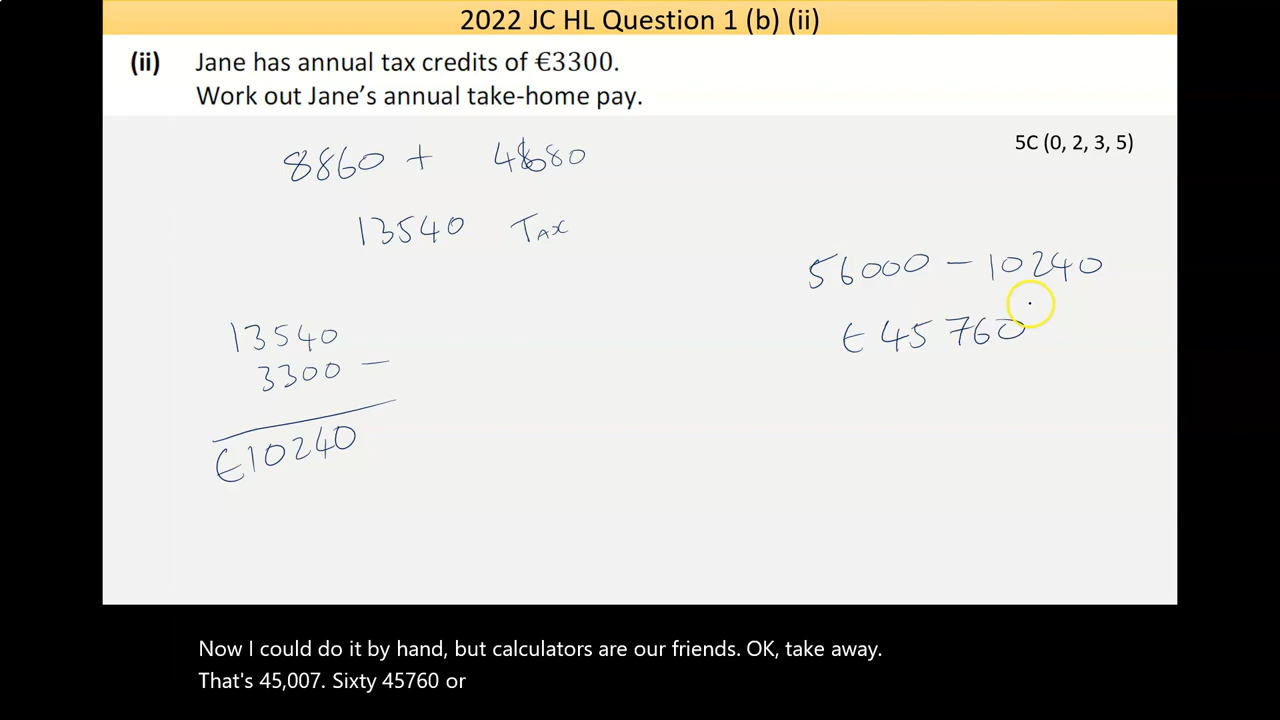 2022 JC HL Question 1 (b) (ii)
(ii) Jane has annual tax credits of €3300.
Work out Jane’s annual take-home pay.
5C (0, 2, 3, 5)
8860 + 4680
13540 Tax
56000 – 10240
€ 45 760
13540
3300 –
€10240
Now I could do it by hand, but calculators are our friends. OK, take away.
That's 45,007. Sixty 45760 or